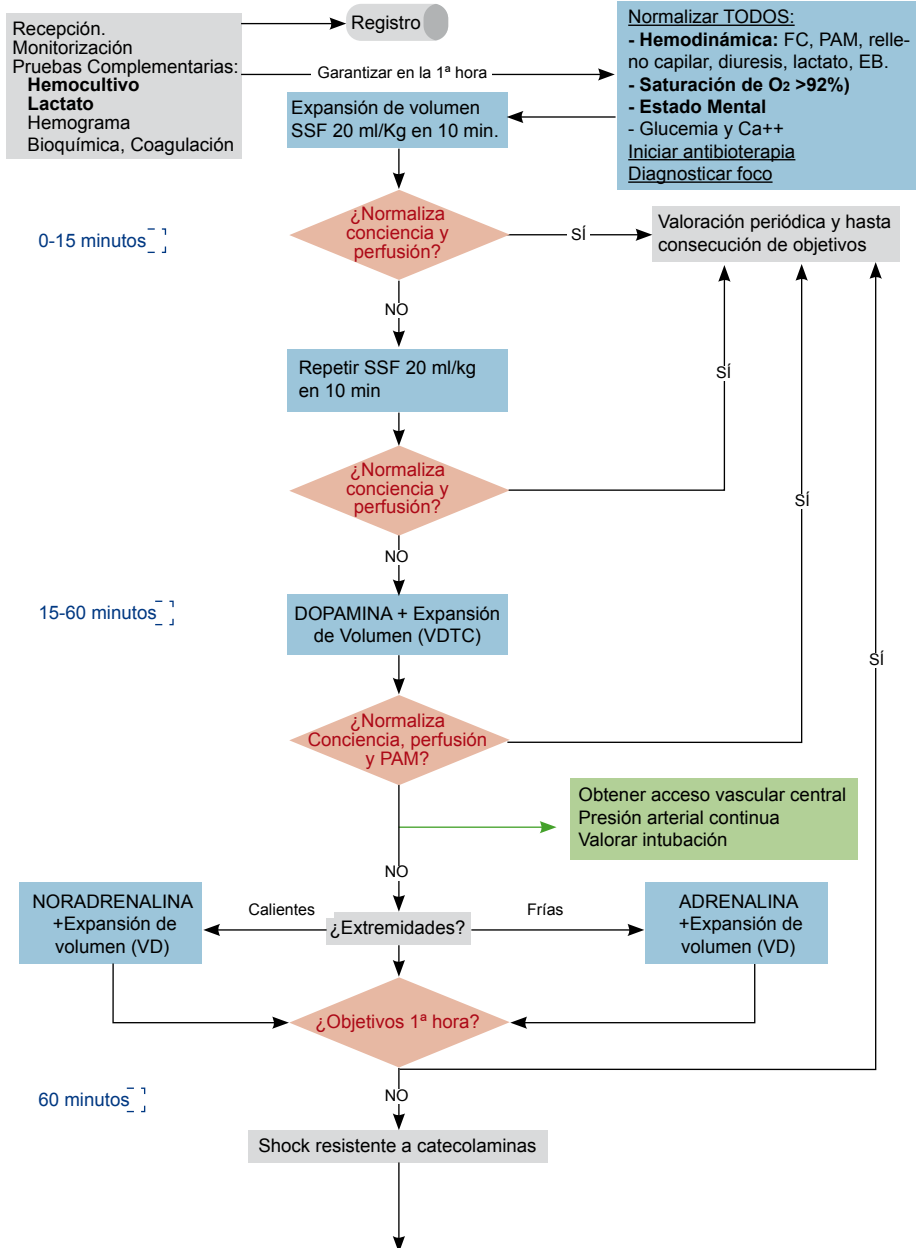 Recepción.
Monitorización
Pruebas Complementarias:
Hemocultivo
Lactato
Hemograma
Bioquímica, Coagulación
Registro
Garantizar en la 1ª hora
Normalizar TODOS:
- Hemodinámica: FC, PAM, relle-
no capilar, diuresis, lactato, EB.
- Saturación de O2 >92%)
- Estado Mental
- Glucemia y Ca++
Iniciar antibioterapia
Diagnosticar foco
Expansión de volumen
SSF 20 ml/Kg en 10 min.
0-15 minutos
¿Normaliza
conciencia y
perfusión?
SÍ
Valoración periódica y hasta
consecución de objetivos
NO
Repetir SSF 20 ml/kg
en 10 min
SÍ
¿Normaliza
conciencia y
perfusión?
SÍ
NO
15-60 minutos
DOPAMINA + Expansión
de Volumen (VDTC)
SÍ
¿Normaliza
Conciencia, perfusión
y PAM?
Obtener acceso vascular central
Presión arterial continua
Valorar intubación
NO
NORADRENALINA
+Expansión de
volumen (VD)
Calientes
¿Extremidades?
Frías
ADRENALINA
+Expansión de
volumen (VD)
¿Objetivos 1ª hora?
60 minutos
NO
Shock resistente a catecolaminas